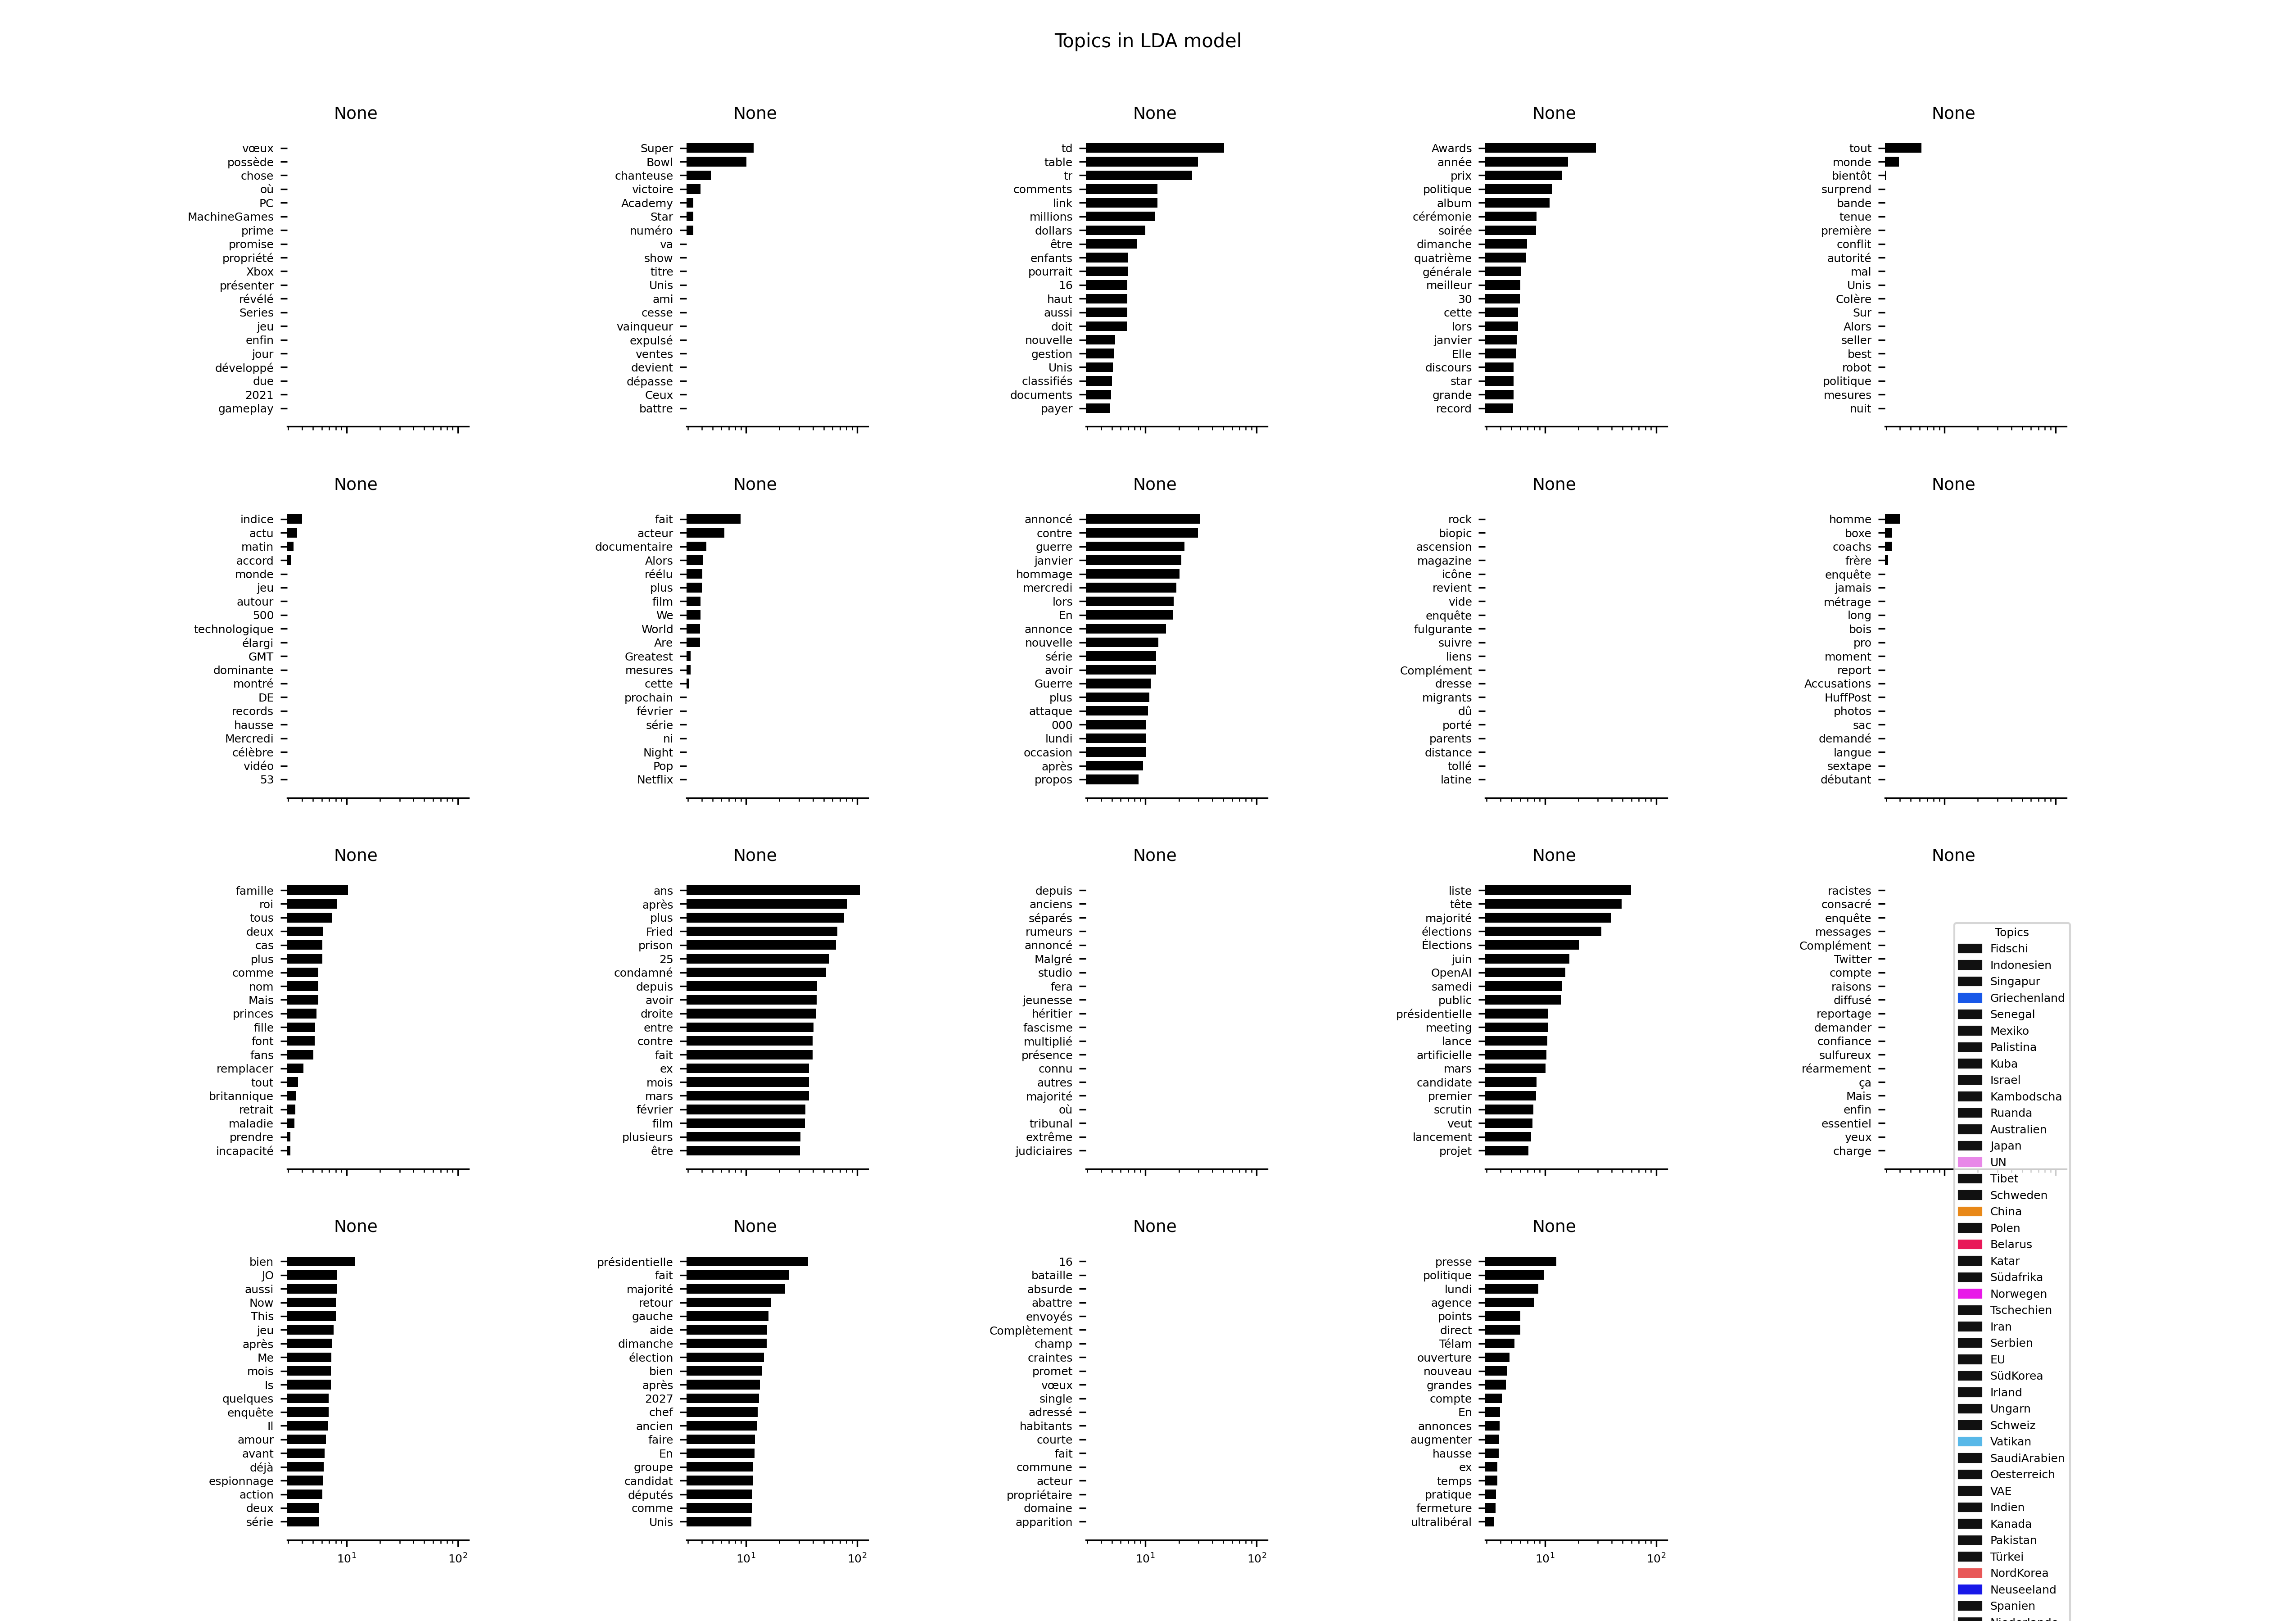 Topics in LDA model
None
vœux
possède
chose
où
PC
MachineGames
prime
promise
propriété
Xbox
présenter
révélé
Series
jeu
enfin
jour
développé
due
2021
gameplay
None
Super
Bowl
chanteuse
victoire
Academy
Star
numéro
va
show
titre
Unis
ami
cesse
vainqueur
expulsé
ventes
devient
dépasse
Ceux
battre
None
td
table
tr
comments
link
millions
dollars
être
enfants
pourrait
16
haut
aussi
doit
nouvelle
gestion
Unis
classifiés
documents
payer
None
Awards
année
prix
politique
album
cérémonie
soirée
dimanche
quatrième
générale
meilleur
30
cette
lors
janvier
Elle
discours
star
grande
record
None
tout
monde
bientôt
surprend
bande
tenue
première
conflit
autorité
mal
Unis
Colère
Sur
Alors
seller
best
robot
politique
mesures
nuit
None
indice
actu
matin
accord
monde
jeu
autour
500
technologique
élargi
GMT
dominante
montré
DE
records
hausse
Mercredi
célèbre
vidéo
53
None
fait
acteur
documentaire
Alors
réélu
plus
film
We
World
Are
Greatest
mesures
cette
prochain
février
série
ni
Night
Pop
Netflix
None
annoncé
contre
guerre
janvier
hommage
mercredi
lors
En
annonce
nouvelle
série
avoir
Guerre
plus
attaque
000
lundi
occasion
après
propos
None
rock
biopic
ascension
magazine
icône
revient
vide
enquête
fulgurante
suivre
liens
Complément
dresse
migrants
dû
porté
parents
distance
tollé
latine
None
homme
boxe
coachs
frère
enquête
jamais
métrage
long
bois
pro
moment
report
Accusations
HuffPost
photos
sac
demandé
langue
sextape
débutant
None
famille
roi
tous
deux
cas
plus
comme
nom
Mais
princes
fille
font
fans
remplacer
tout
britannique
retrait
maladie
prendre
incapacité
None
ans
après
plus
Fried
prison
25
condamné
depuis
avoir
droite
entre
contre
fait
ex
mois
mars
février
film
plusieurs
être
None
depuis
anciens
séparés
rumeurs
annoncé
Malgré
studio
fera
jeunesse
héritier
fascisme
multiplié
présence
connu
autres
majorité
où
tribunal
extrême
judiciaires
None
liste
tête
majorité
élections
Élections
juin
OpenAI
samedi
public
présidentielle
meeting
lance
artificielle
mars
candidate
premier
scrutin
veut
lancement
projet
None
racistes
consacré
enquête
messages
Complément
Twitter
compte
raisons
diffusé
reportage
demander
confiance
sulfureux
réarmement
ça
Mais
enfin
essentiel
yeux
charge
None
bien
JO
aussi
Now
This
jeu
après
Me
mois
Is
quelques
enquête
Il
amour
avant
déjà
espionnage
action
deux
série
10¹
10²
None
présidentielle
fait
majorité
retour
gauche
aide
dimanche
élection
bien
après
2027
chef
ancien
faire
En
groupe
candidat
députés
comme
Unis
10¹
10²
None
16
bataille
absurde
abattre
envoyés
Complètement
champ
craintes
promet
vœux
single
adressé
habitants
courte
fait
commune
acteur
propriétaire
domaine
apparition
10¹
10²
None
presse
politique
lundi
agence
points
direct
Télam
ouverture
nouveau
grandes
compte
En
annonces
augmenter
hausse
ex
temps
pratique
fermeture
ultralibéral
10¹
10²
Topics
Fidschi
Indonesien
Singapur
Griechenland
Senegal
Mexiko
Palistina
Kuba
Israel
Kambodscha
Ruanda
Australien
Japan
UN
Tibet
Schweden
China
Polen
Belarus
Katar
Südafrika
Norwegen
Tschechien
Iran
Serbien
EU
SüdKorea
Irland
Ungarn
Schweiz
Vatikan
SaudiArabien
Oesterreich
VAE
Indien
Kanada
Pakistan
Türkei
NordKorea
Neuseeland
Spanien